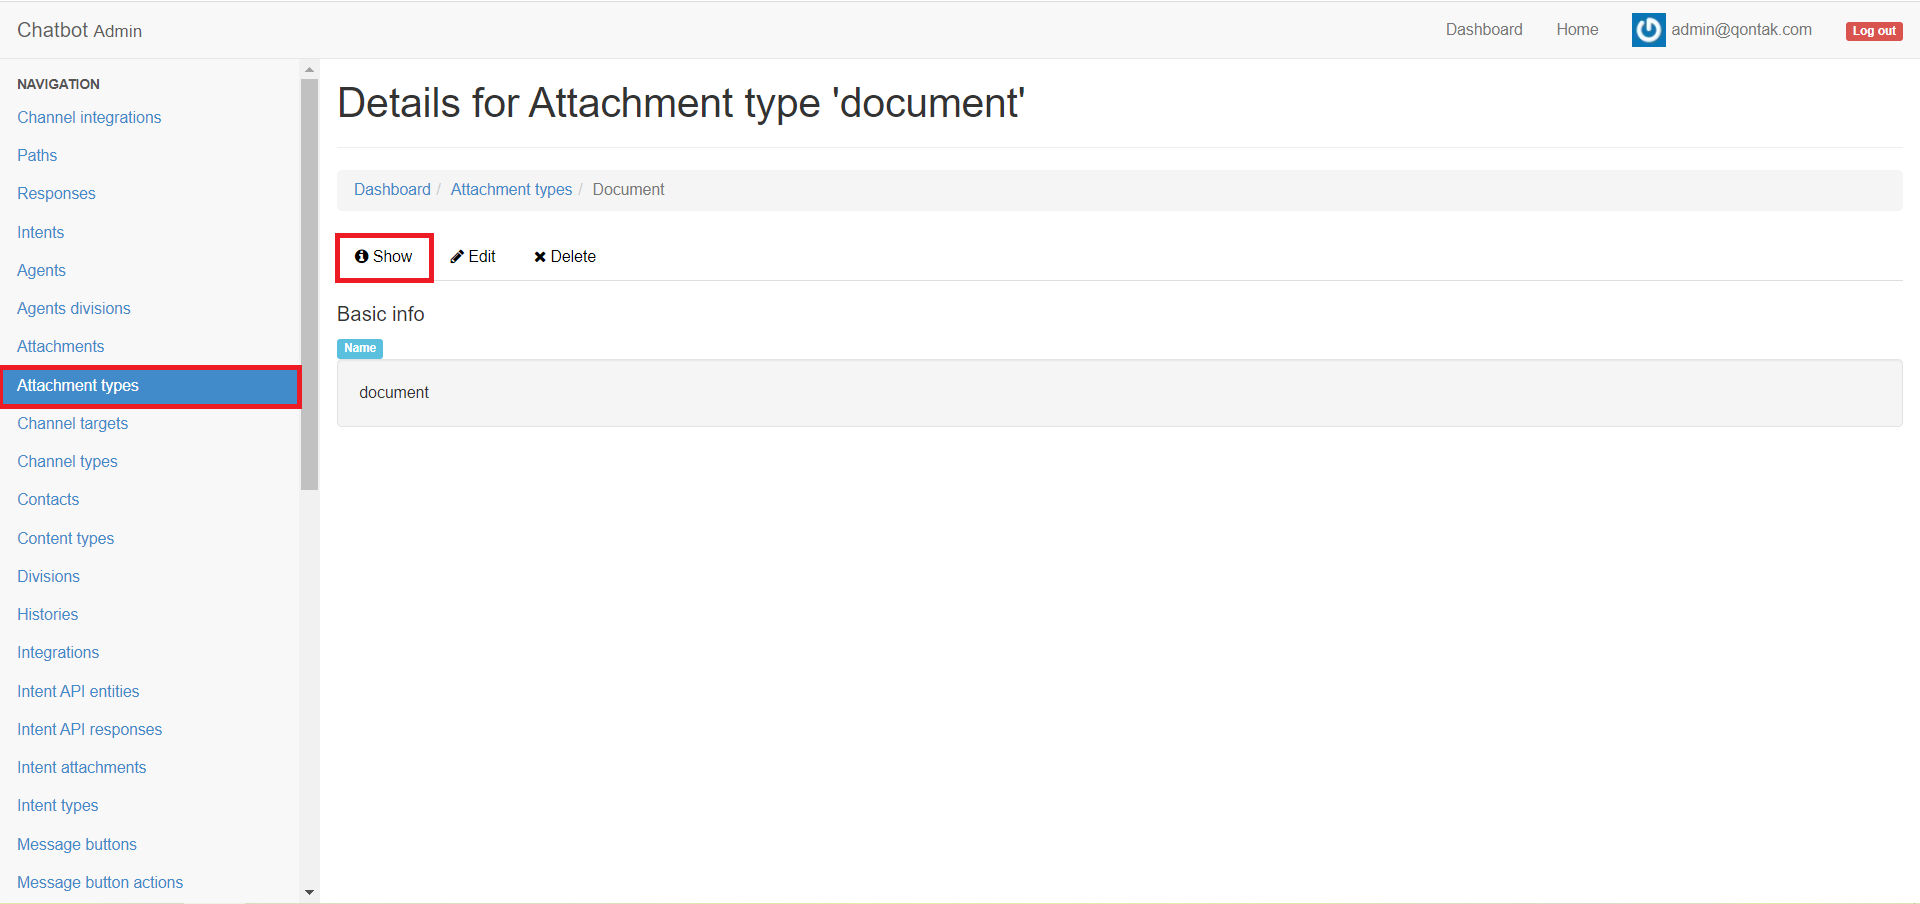 Chatbot Admin
Dashboard
Home
admin@qontak.com
Log out
NAVIGATION
Channel integrations
Paths
Responses
Intents
Agents
Agents divisions
Attachments
Attachment types
Channel targets
Channel types
Contacts
Content types
Divisions
Histories
Integrations
Intent API entities
Intent API responses
Intent attachments
Intent types
Message buttons
Message button actions
Details for Attachment type 'document'
Dashboard / Attachment types / Document
Show
Edit
Delete
Basic info
Name
document